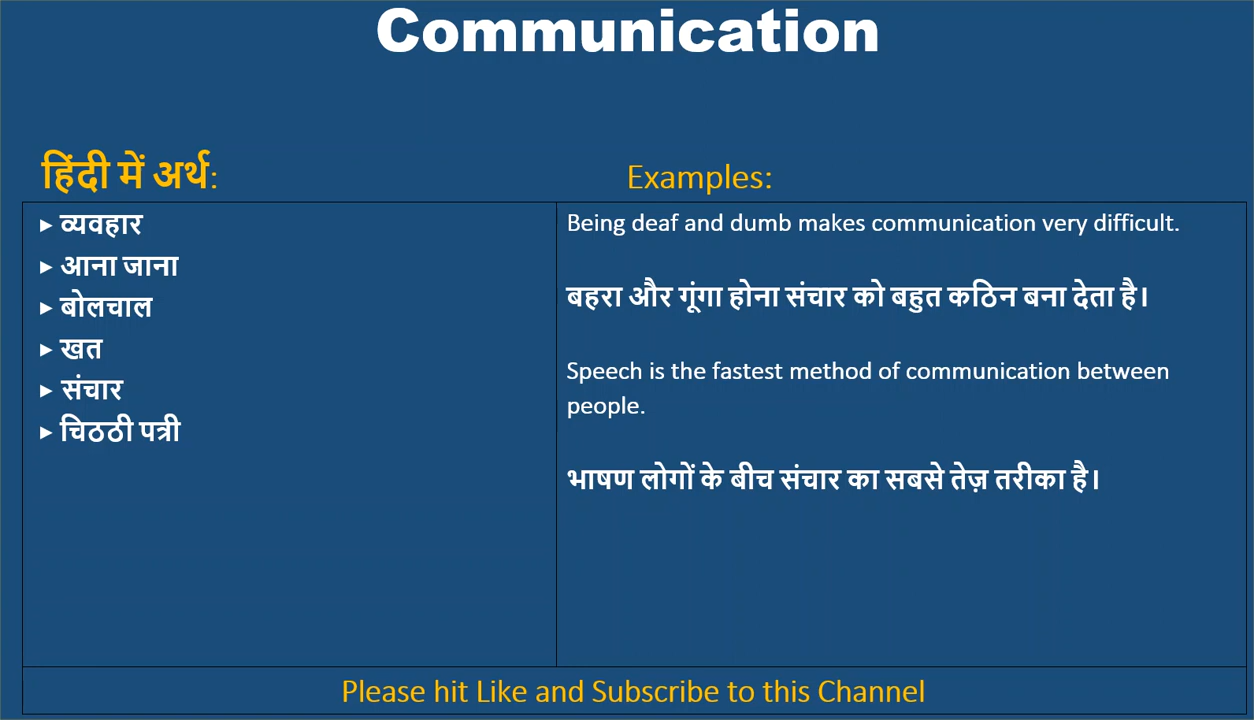 Communication
हिंदी में अर्थ:
▸ व्यवहार
▸ आना जाना
▸ बोलचाल
▸ खत
▸ संचार
▸ चिठठी पत्री
Examples:
Being deaf and dumb makes communication very difficult.
बहरा और गूंगा होना संचार को बहुत कठिन बना देता है।
Speech is the fastest method of communication between
people.
भाषण लोगों के बीच संचार का सबसे तेज़ तरीका है।
Please hit Like and Subscribe to this Channel